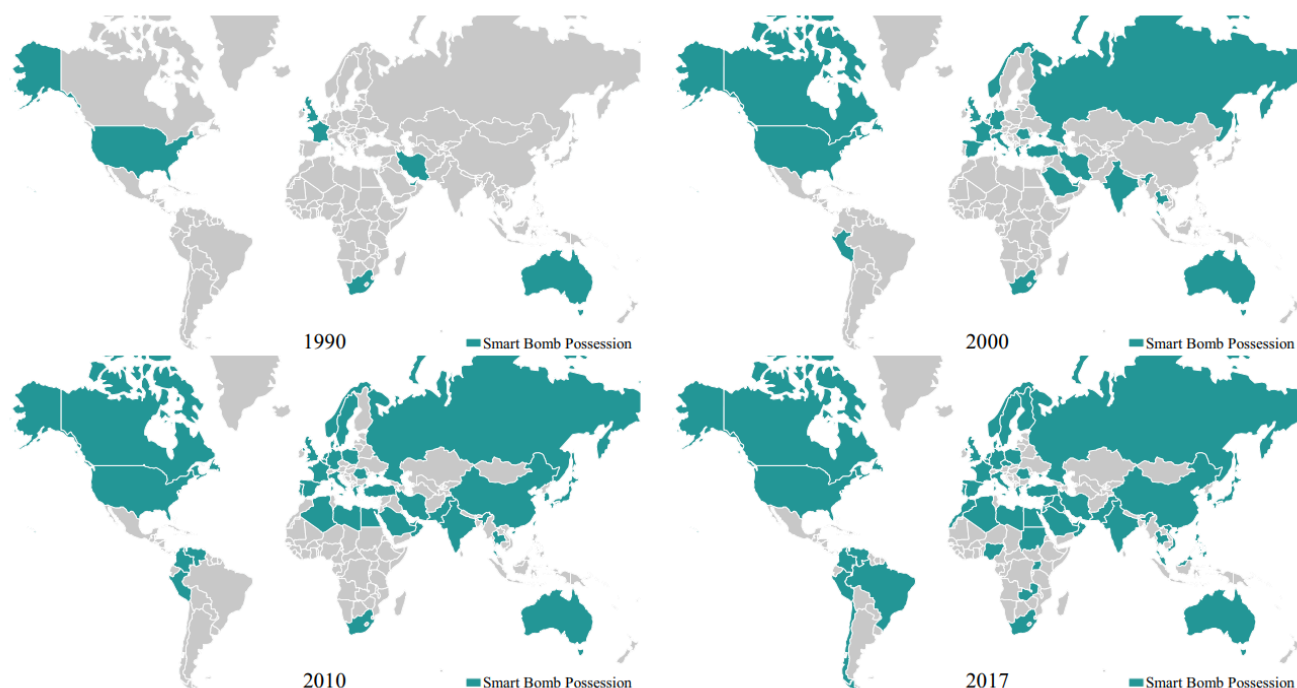 1990 Smart Bomb Possession
2000 Smart Bomb Possession
2010 Smart Bomb Possession
2017 Smart Bomb Possession